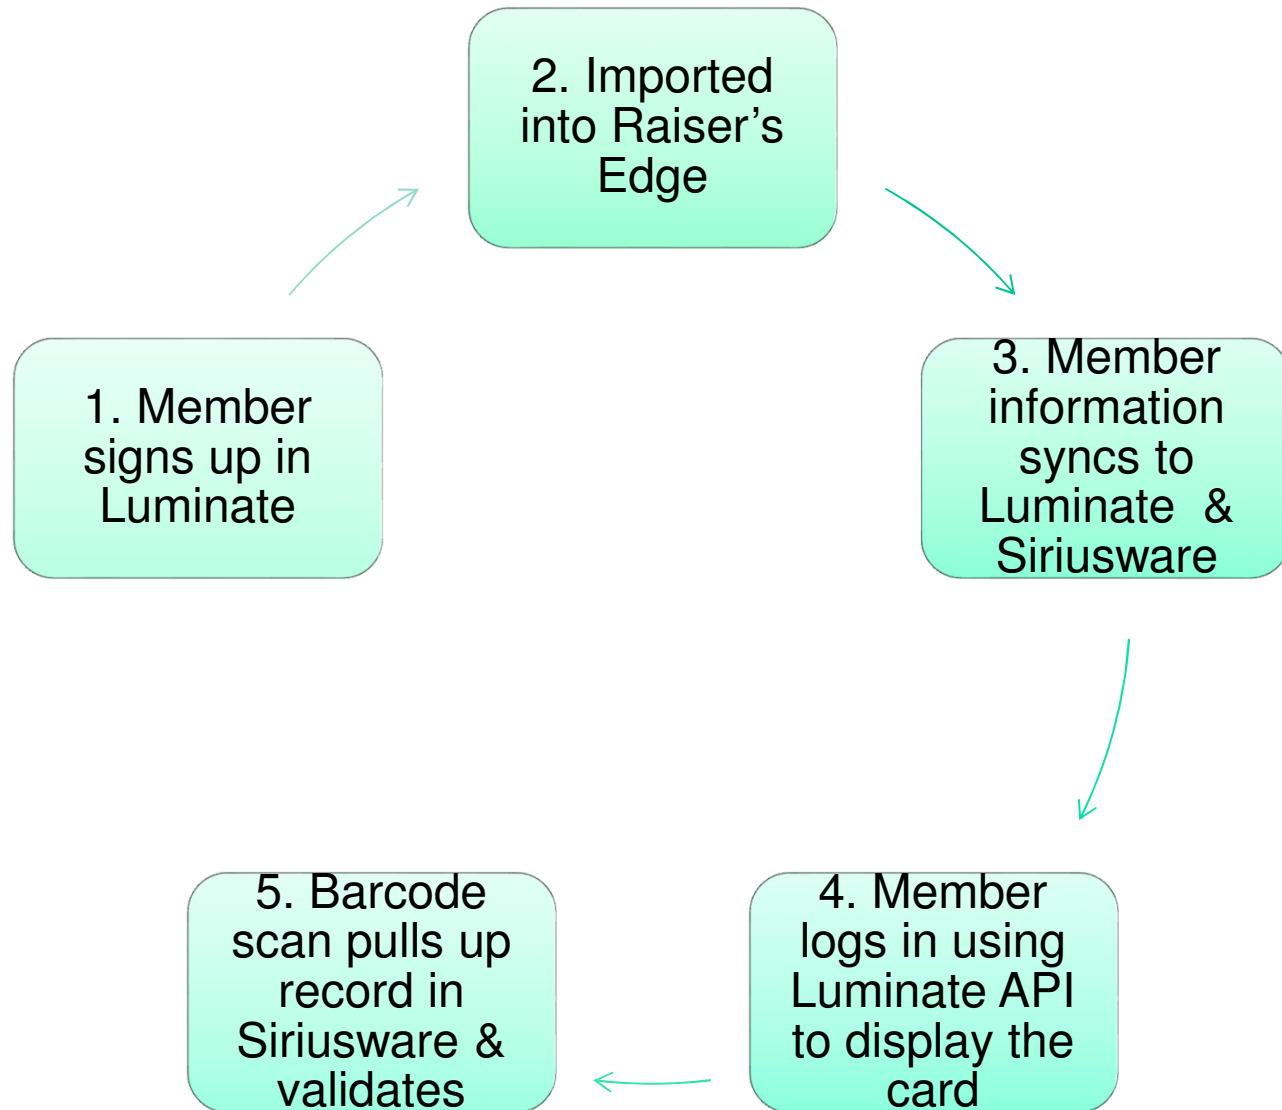 2. Imported
into Raiser’s
Edge
1. Member
signs up in
Luminate
3. Member
information
syncs to
Luminate  &
Siriusware
5. Barcode
scan pulls up
record in
Siriusware &
validates
4. Member
logs in using
Luminate API
to display the
card